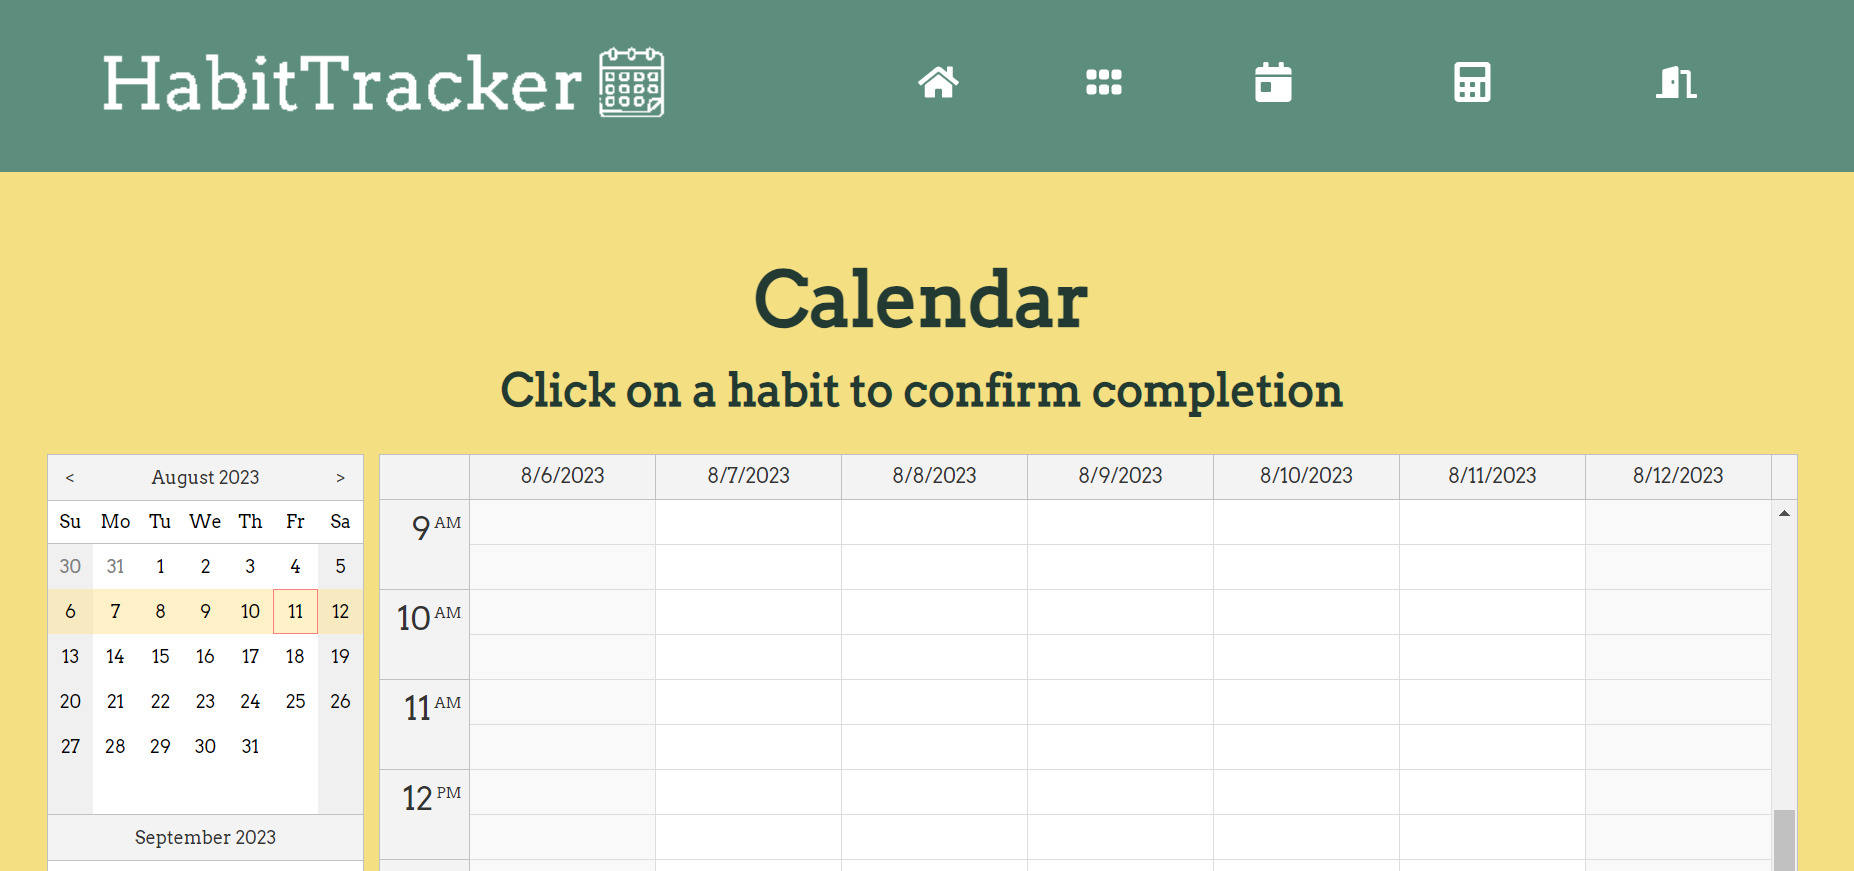 HabitTracker
Calendar
Click on a habit to confirm completion
< August 2023 >
Su Mo Tu We Th Fr Sa
30 31 1 2 3 4 5
6 7 8 9 10 11 12
13 14 15 16 17 18 19
20 21 22 23 24 25 26
27 28 29 30 31
September 2023
8/6/2023 8/7/2023 8/8/2023 8/9/2023 8/10/2023 8/11/2023 8/12/2023
9 AM
10 AM
11 AM
12 PM